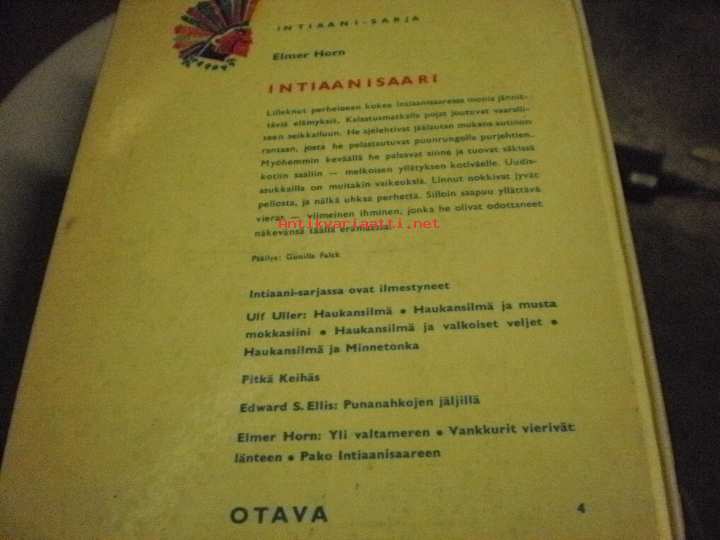 INTIAANI-SARJA
Elmer Horn
INTIAANISAARI
Lilleknut perheineen kokee Intiaanisaaressa monia jännit-
täviä elämyksiä. Kalastusmatkalla pojat joutuvat vaaralli-
seen seikkailuun. He ajelehtivat jäälautan mukana autioon
rantaan, josta he pelastautuvat puunrungolla purjehtien.
Myöhemmin keväällä he palaavat sinne ja tuovat säkissä
kotiin saaliin — melkoisen yllätyksen kotiväelle. Uudis-
asukkailla on muitakin vaikeuksia. Linnut nokkivat jyvät
pellosta, ja nälkä uhkaa perhettä. Silloin saapuu yllättävä
vieras — viimeinen ihminen, jonka he olivat odottaneet
näkevänsä täällä erämaassa.
Antikvariaatti.net
Päällys: Gunilla Falck
Intiaani-sarjassa ovat ilmestyneet
Ulf Uller: Haukansilmä • Haukansilmä ja musta
mokkasiini • Haukansilmä ja valkoiset veljet •
Haukansilmä ja Minnetonka
Pitkä Keihäs
Edward S. Ellis: Punanahkojen jäljillä
Elmer Horn: Yli valtameren • Vankkurit vierivät
länteen • Pako Intiaanisaareen
OTAVA 4